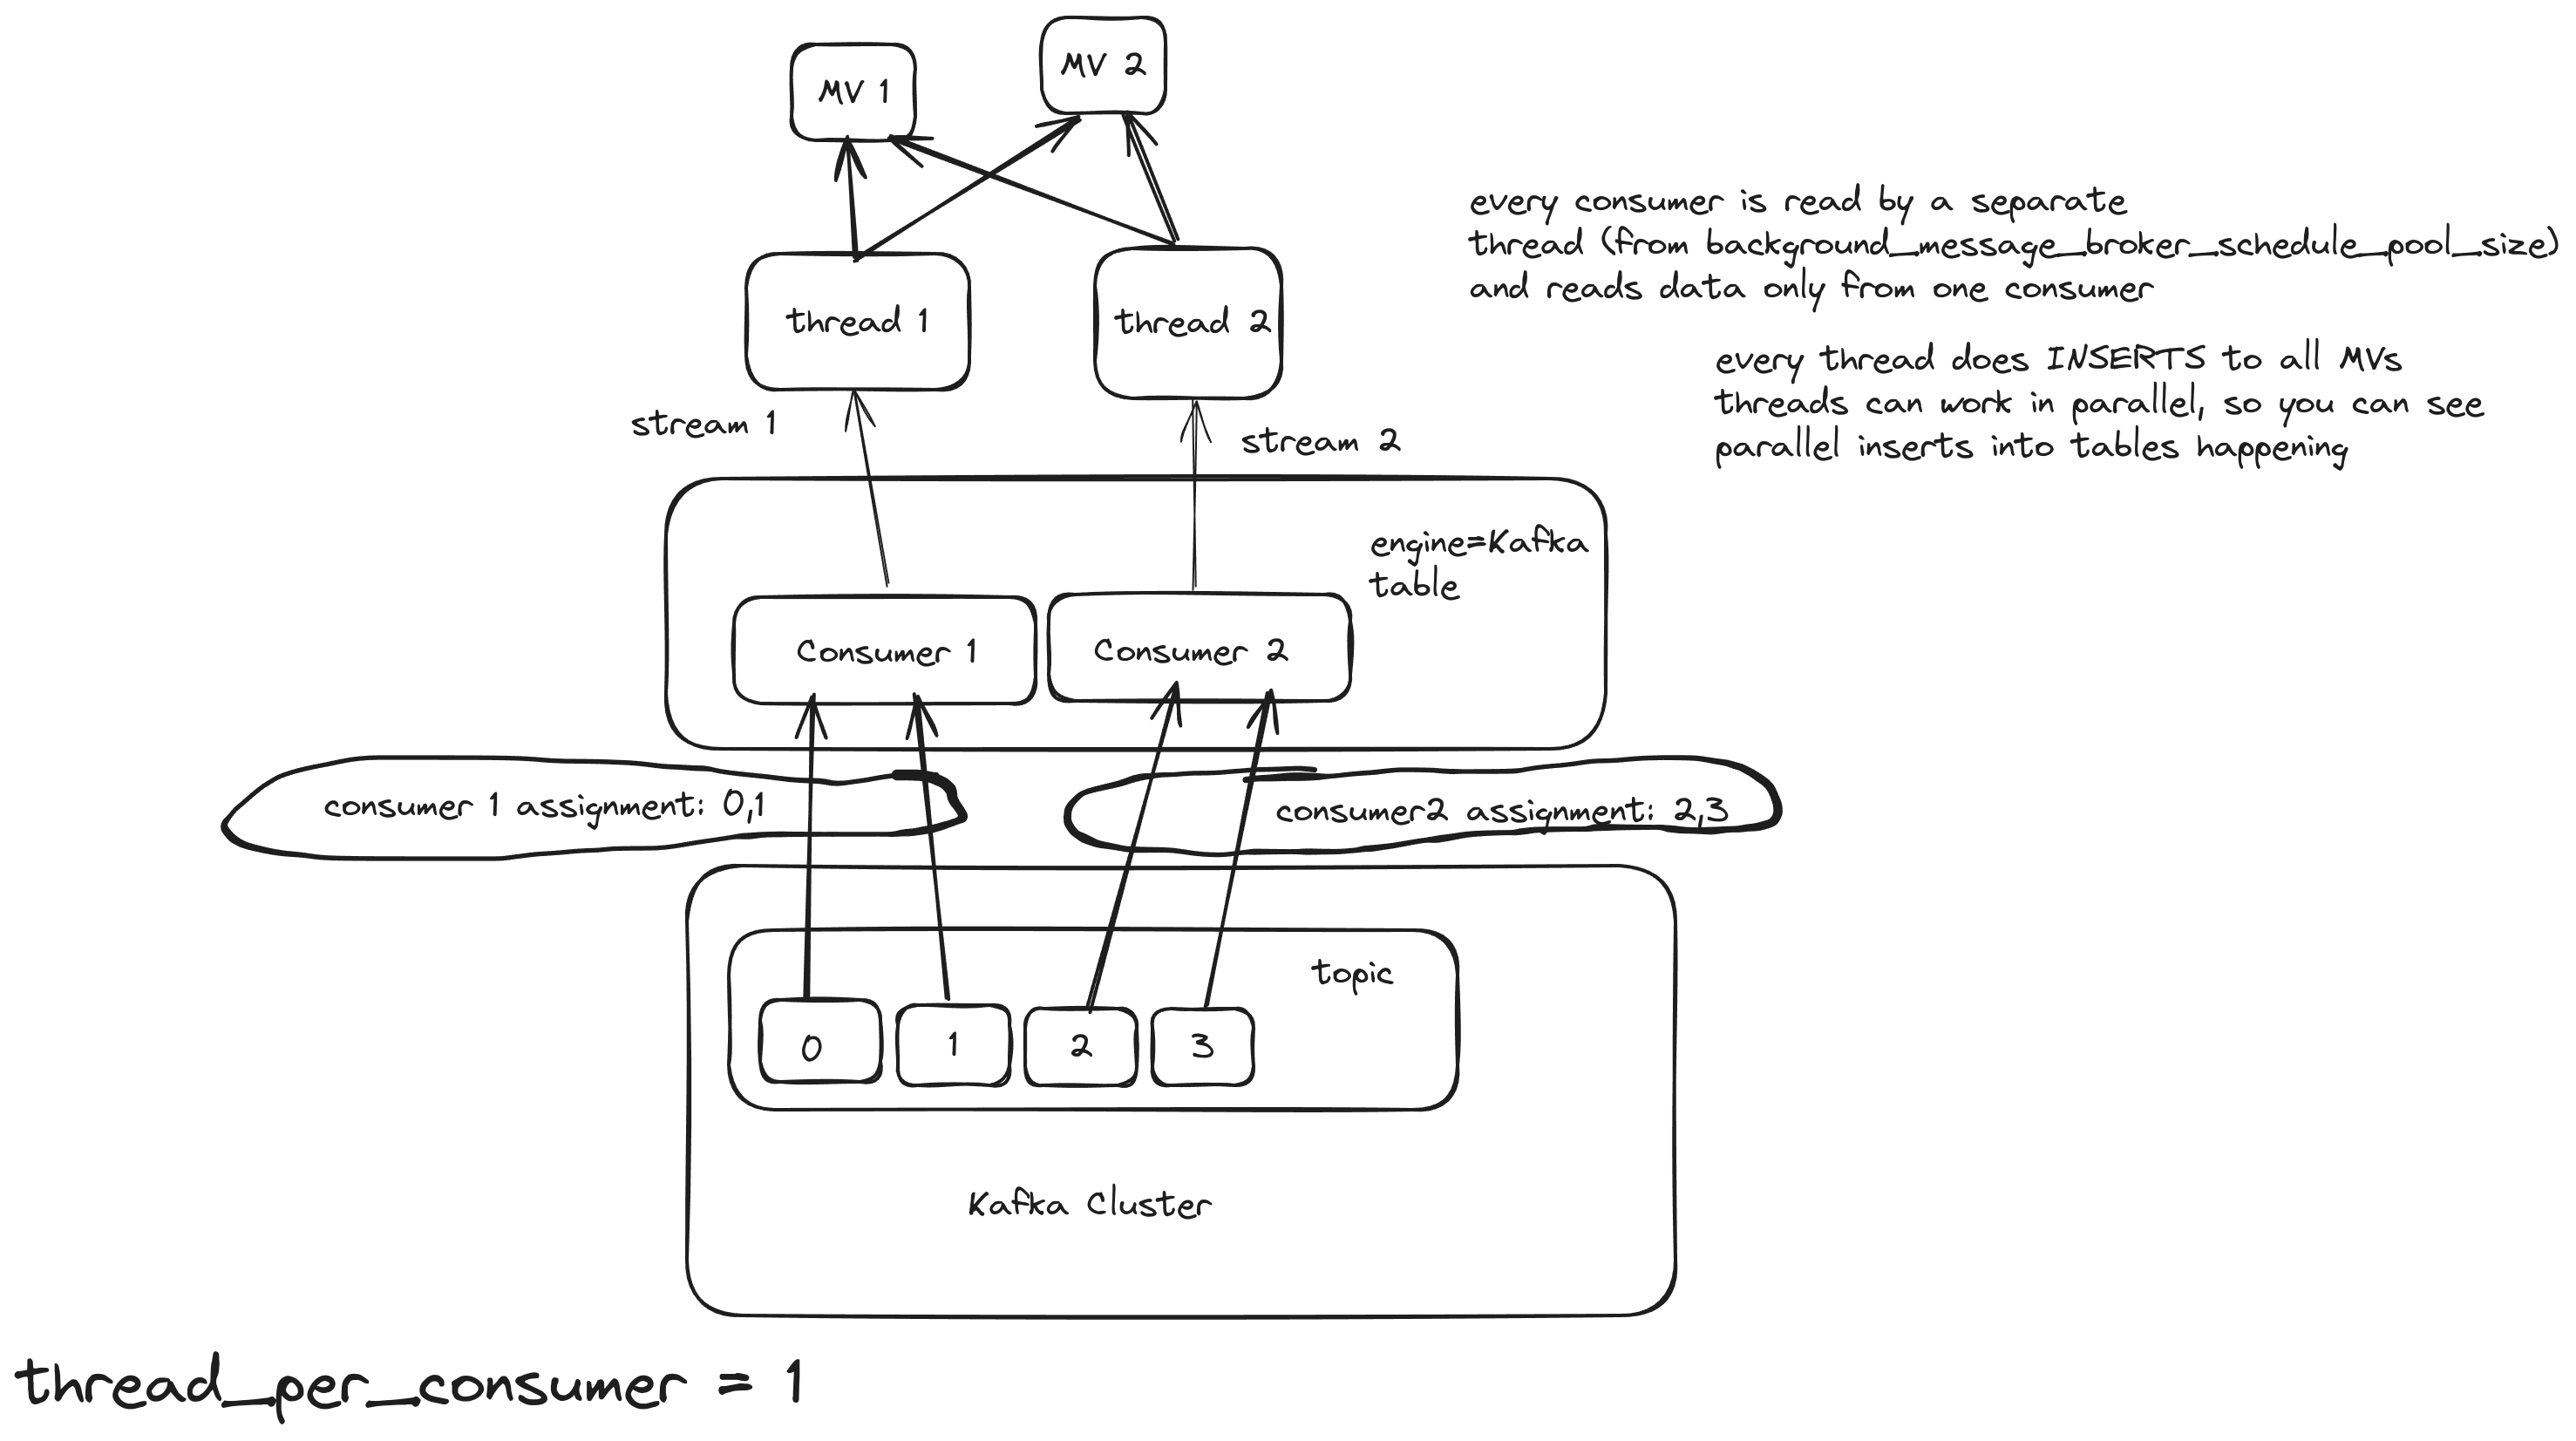 MV 1
MV 2
every consumer is read by a separate
thread (from background_message_broker_schedule_pool_size)
and reads data only from one consumer
thread 1
thread 2
every thread does INSERTS to all MVs
threads can work in parallel, so you can see
parallel inserts into tables happening
stream 1
stream 2
engine=Kafka
table
Consumer 1
Consumer 2
consumer 1 assignment: 0,1
consumer2 assignment: 2,3
topic
0
1
2
3
Kafka Cluster
thread_per_consumer = 1